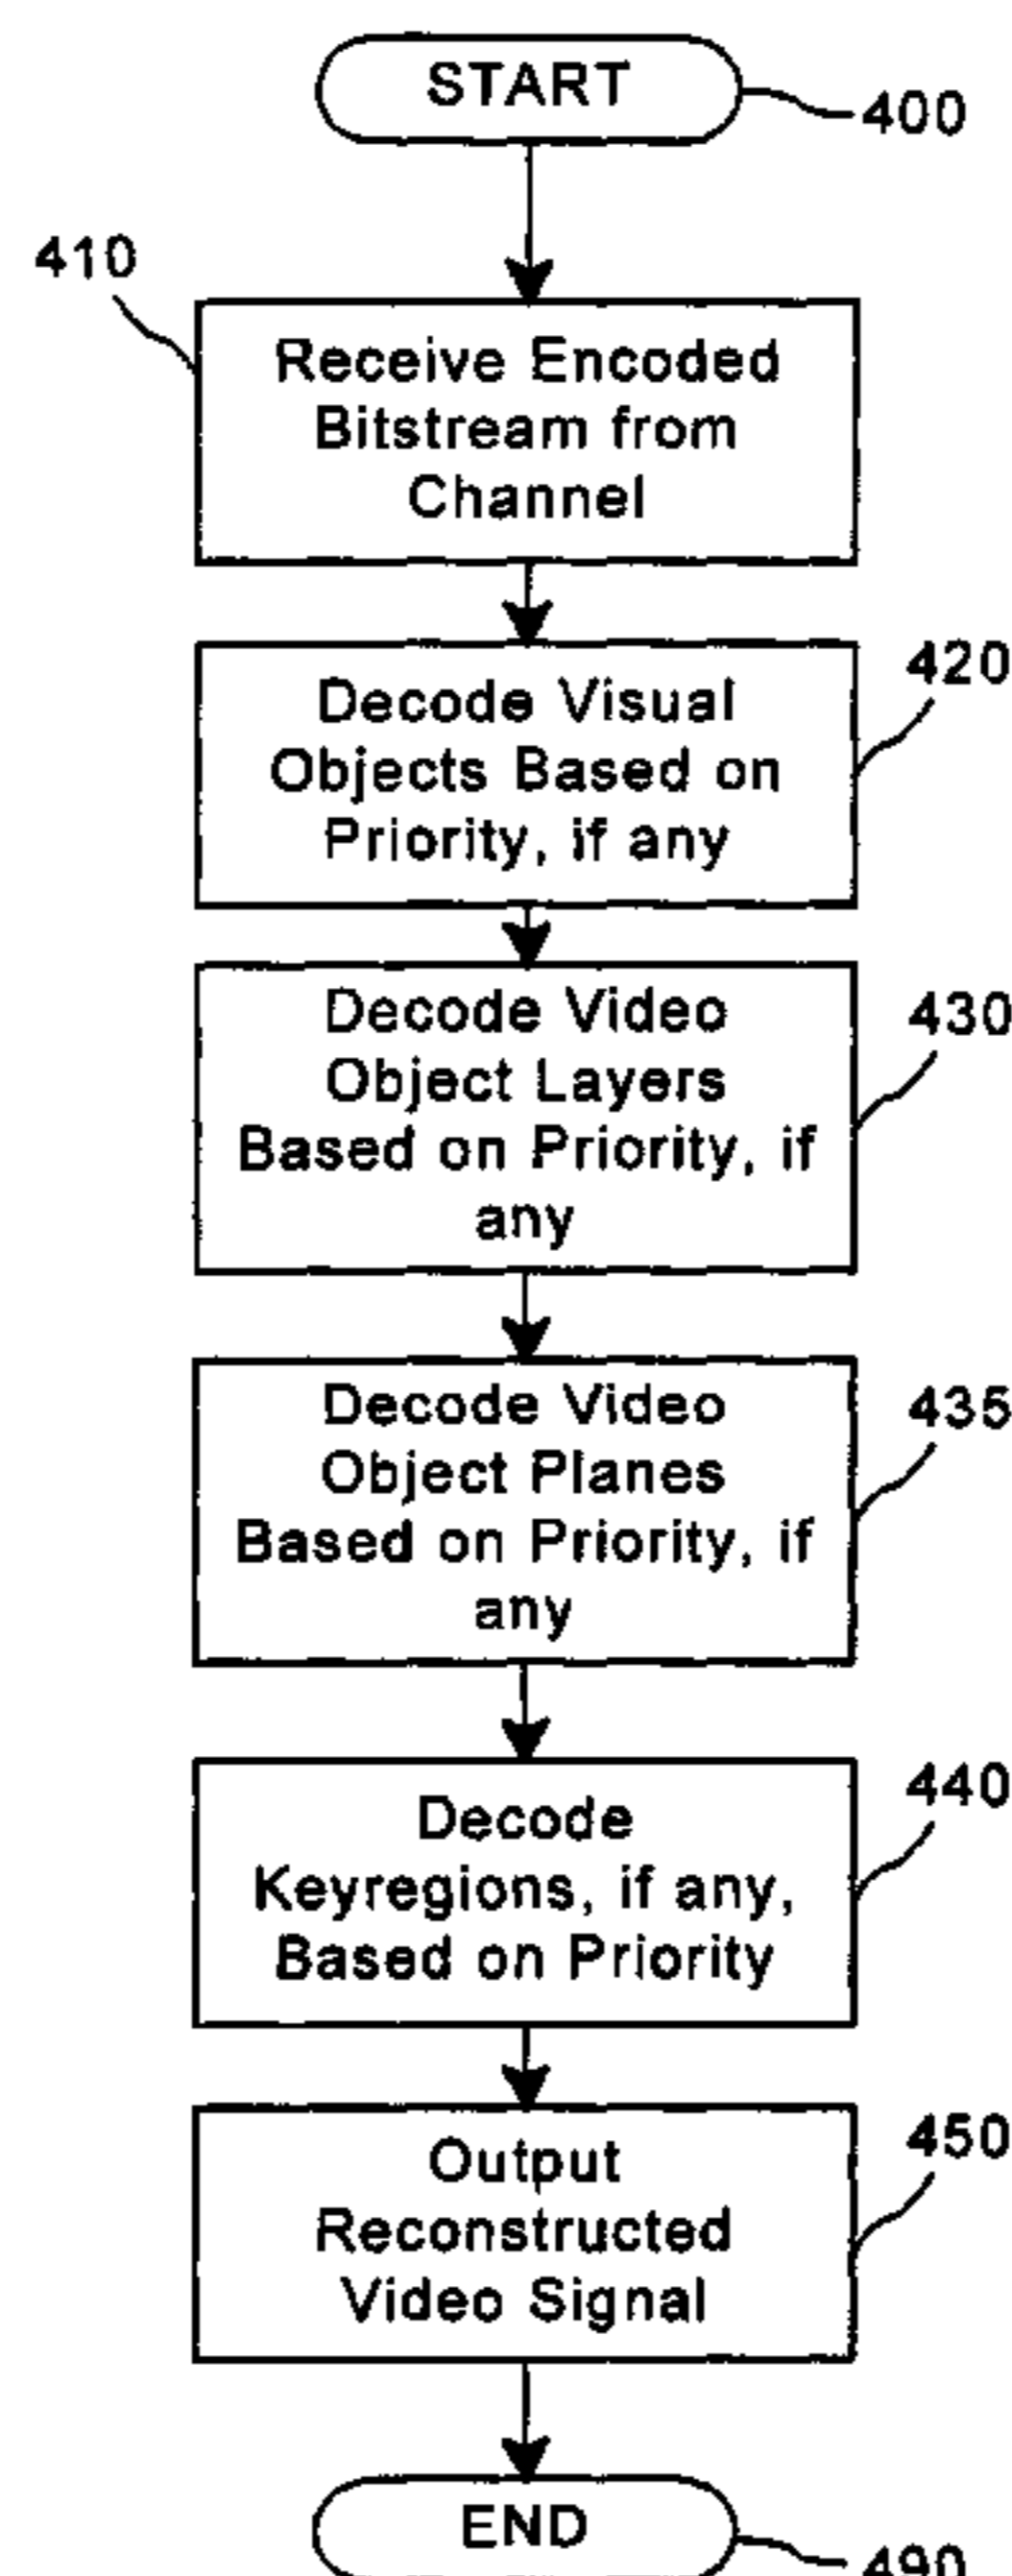 START
400
410
Receive Encoded
Bitstream from
Channel
420
Decode Visual
Objects Based on
Priority, if any
430
Decode Video
Object Layers
Based on Priority, if
any
435
Decode Video
Object Planes
Based on Priority, if
any
440
Decode
Keyregions, if any,
Based on Priority
450
Output
Reconstructed
Video Signal
END
490